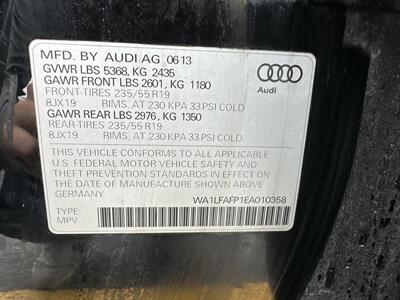 MFD. BY AUDI AG 06 13
GVWR LBS 5368, KG 2435
GAWR FRONT LBS 2601, KG 1180
FRONT-TIRES 235/55 R19
8JX19 RIMS, AT 230 KPA 33 PSI COLD
GAWR REAR LBS 2976, KG 1350
REAR-TIRES 235/55 R19
8JX19 RIMS, AT 230 KPA 33 PSI COLD
Audi
THIS VEHICLE CONFORMS TO ALL APPLICABLE
U.S. FEDERAL MOTOR VEHICLE SAFETY AND
THEFT PREVENTION STANDARDS IN EFFECT ON
THE DATE OF MANUFACTURE SHOWN ABOVE
GERMANY
WA1LFAFP1EA010358
TYPE:
MPV